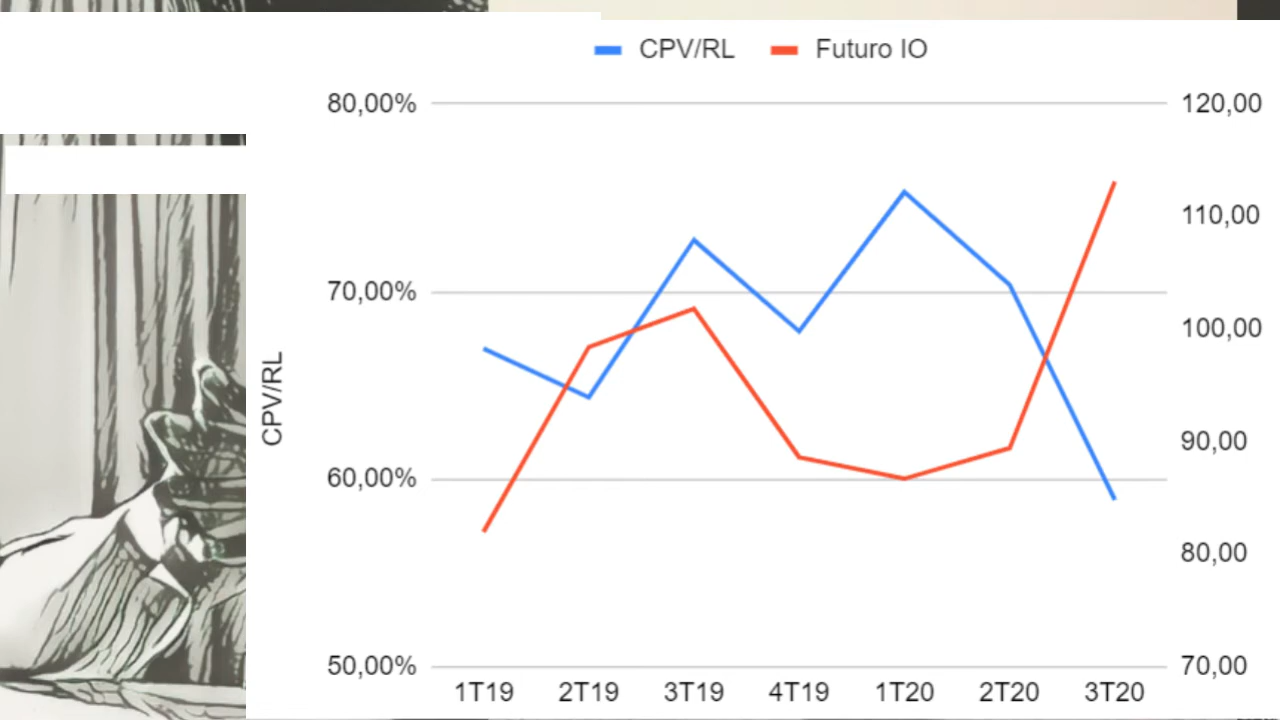 CPV/RL Futuro IO
80,00% 120,00
110,00
70,00% 100,00
CPV/RL
90,00
60,00%
80,00
50,00% 70,00
1T19 2T19 3T19 4T19 1T20 2T20 3T20